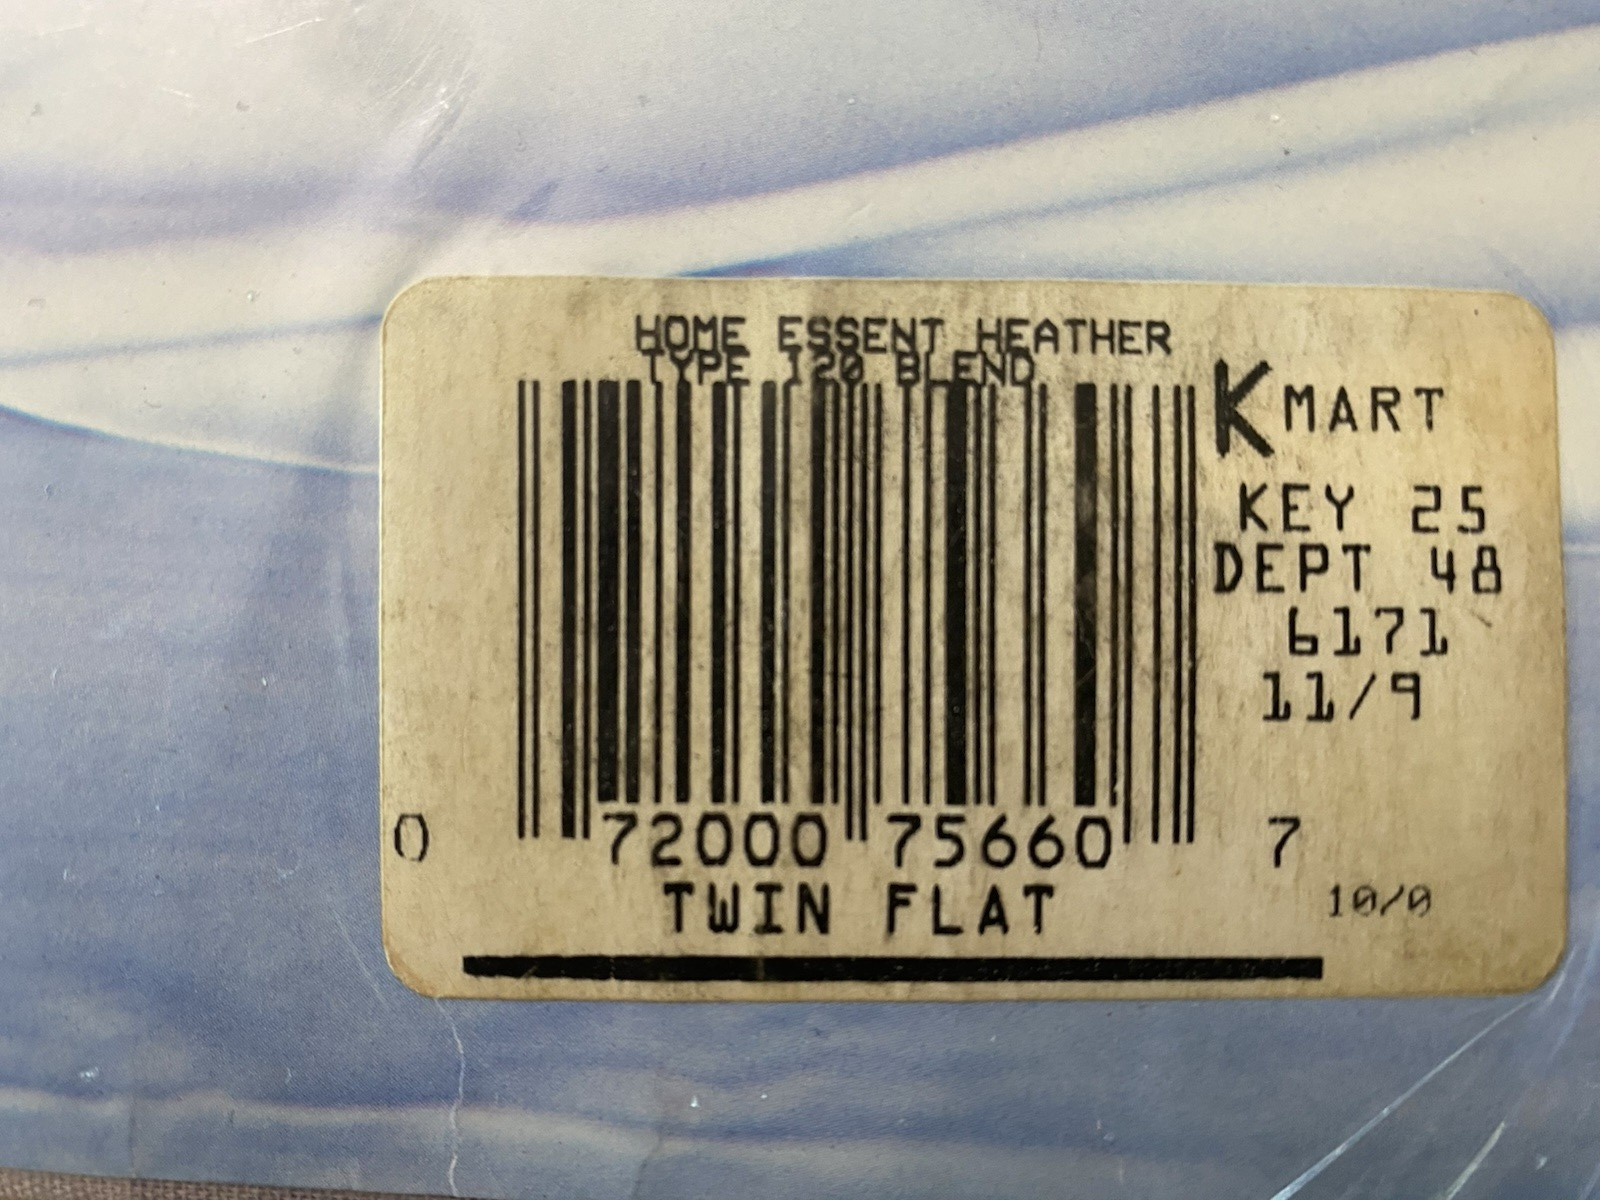 HOME ESSENT HEATHER
TYPE 120 BLEND
KMART
KEY 25
DEPT 48
6171
11/9
0 72000 75660 7
TWIN FLAT
10/0